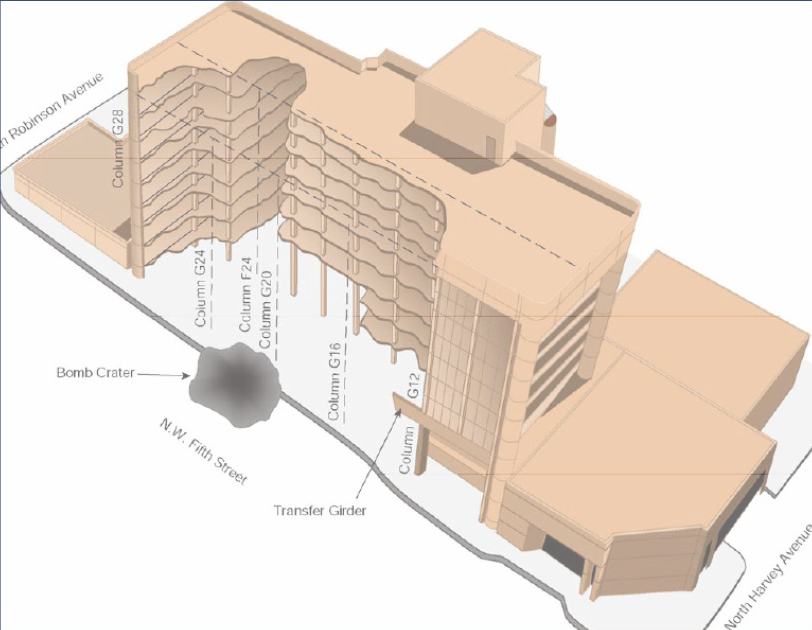 n Robinson Avenue
Column G28
Column G24
Column F24
Column G20
Column G16
Column G12
Bomb Crater
N.W. Fifth Street
Transfer Girder
North Harvey Avenue